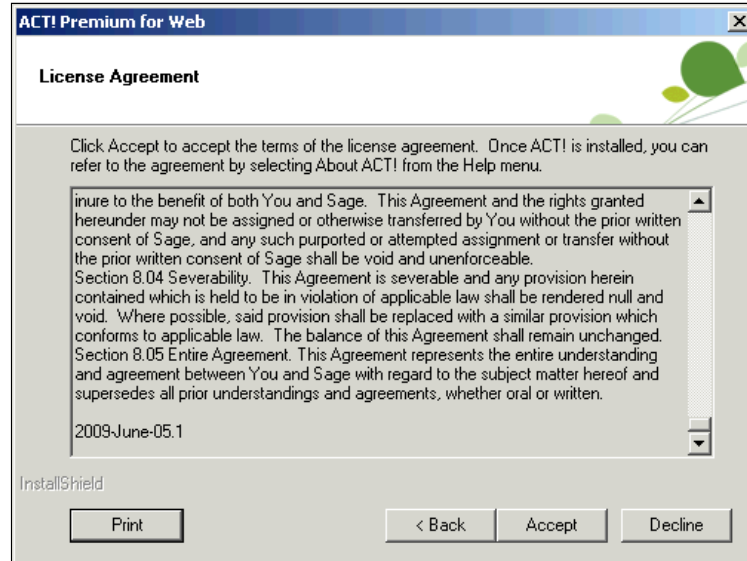 ACT! Premium for Web
License Agreement
Click Accept to accept the terms of the license agreement. Once ACT! is installed, you can
refer to the agreement by selecting About ACT! from the Help menu.
inure to the benefit of both You and Sage. This Agreement and the rights granted
hereunder may not be assigned or otherwise transferred by You without the prior written
consent of Sage, and any such purported or attempted assignment or transfer without
the prior written consent of Sage shall be void and unenforceable.
Section 8.04 Severability. This Agreement is severable and any provision herein
contained which is held to be in violation of applicable law shall be rendered null and
void. Where possible, said provision shall be replaced with a similar provision which
conforms to applicable law. The balance of this Agreement shall remain unchanged.
Section 8.05 Entire Agreement. This Agreement represents the entire understanding
and agreement between You and Sage with regard to the subject matter hereof and
supersedes all prior understandings and agreements, whether oral or written.
2009-June-05.1
InstallShield
Print
< Back
Accept
Decline